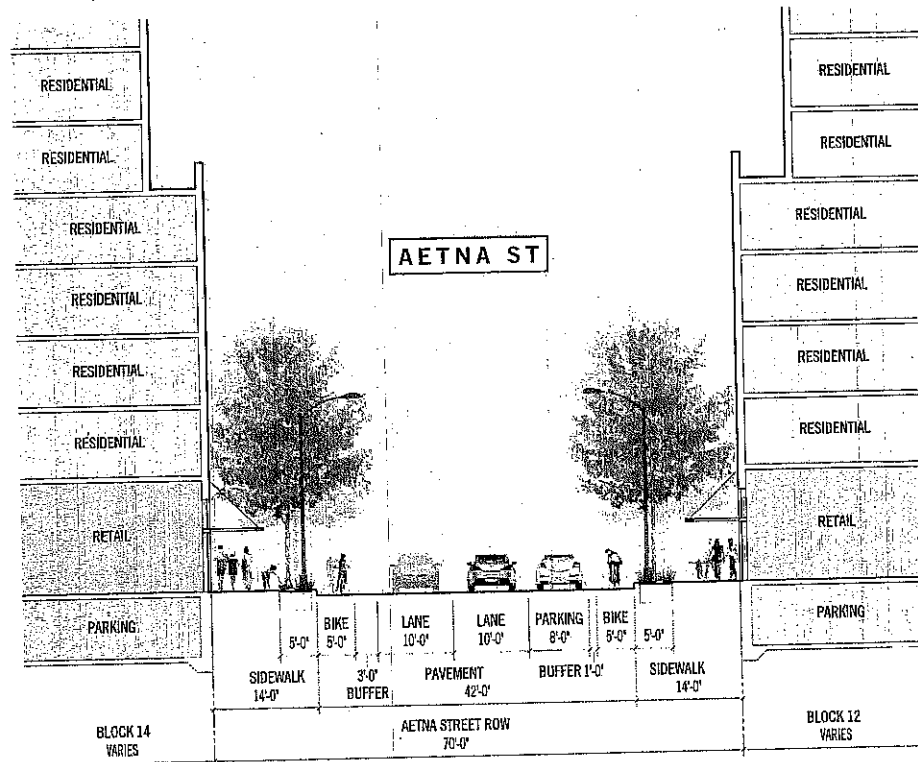 RESIDENTIAL
RESIDENTIAL
RESIDENTIAL
RESIDENTIAL
RESIDENTIAL
RESIDENTIAL
AETNA ST
RESIDENTIAL
RESIDENTIAL
RESIDENTIAL
RESIDENTIAL
RESIDENTIAL
RESIDENTIAL
RETAIL
RETAIL
PARKING
5'-0"
BIKE
5'-0"
LANE
10'-0"
LANE
10'-0"
PARKING
8'-0"
BIKE
5'-0"
5'-0"
PARKING
SIDEWALK
14'-0"
3'-0"
BUFFER
PAVEMENT
42'-0"
BUFFER 1'-0"
SIDEWALK
14'-0"
BLOCK 14
VARIES
AETNA STREET ROW
70'-0"
BLOCK 12
VARIES